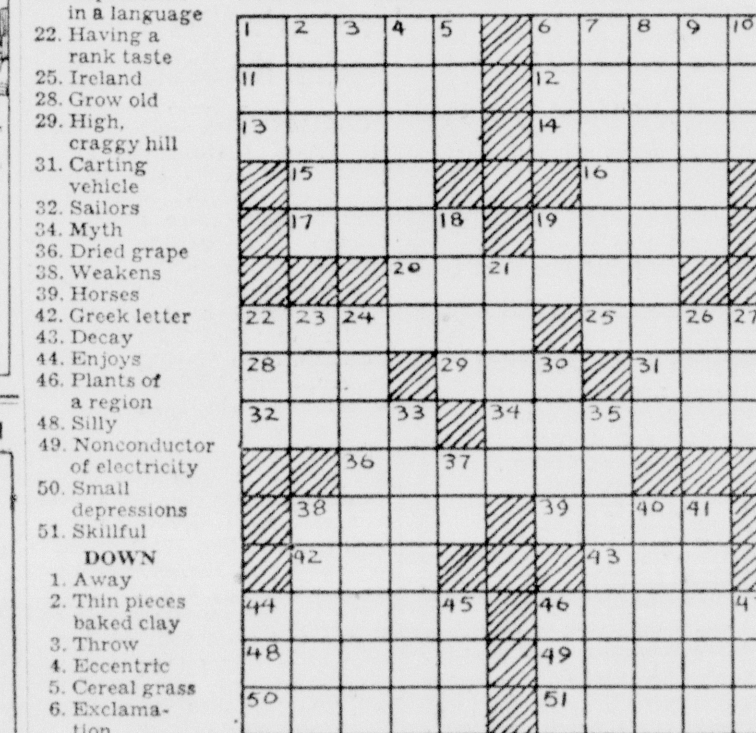 in a language
22. Having a
rank taste
25. Ireland
28. Grow old
29. High,
craggy hill
31. Carting
vehicle
32. Sailors
34. Myth
36. Dried grape
38. Weakens
39. Horses
42. Greek letter
43. Decay
44. Enjoys
46. Plants of
a region
48. Silly
49. Nonconductor
of electricity
50. Small
depressions
51. Skillful
DOWN
1. Away
2. Thin pieces
baked clay
3. Throw
4. Eccentric
5. Cereal grass
6. Exclama-
tion
1 2 3 4 5 6 7 8 9 10
11 12
13 14
15 16
17 18 19
20 21
22 23 24 25 26 27
28 29 30 31
32 33 34 35
36 37
38 39 40 41
42 43
44 45 46
48 49
50 51